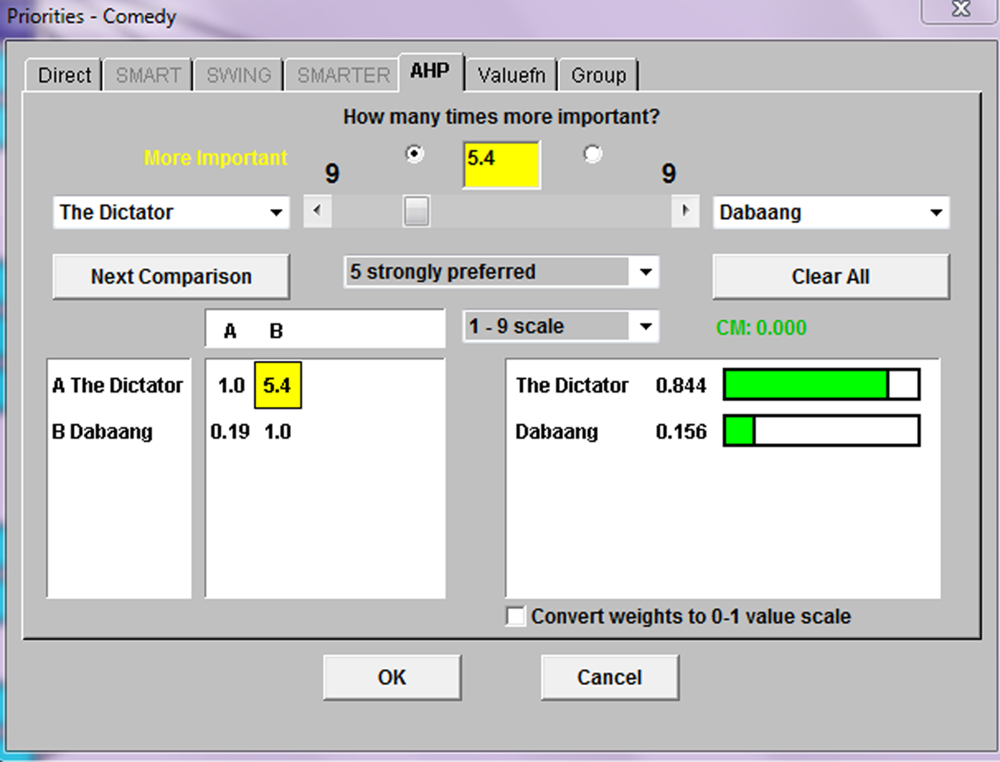 Priorities - Comedy
Direct SMART SWING SMARTER AHP Valuefn Group
How many times more important?
More Important 9 5.4 9
The Dictator Dabaang
Next Comparison 5 strongly preferred Clear All
A B 1 - 9 scale CM: 0.000
A The Dictator 1.0 5.4 The Dictator 0.844
B Dabaang 0.19 1.0 Dabaang 0.156
Convert weights to 0-1 value scale
OK Cancel